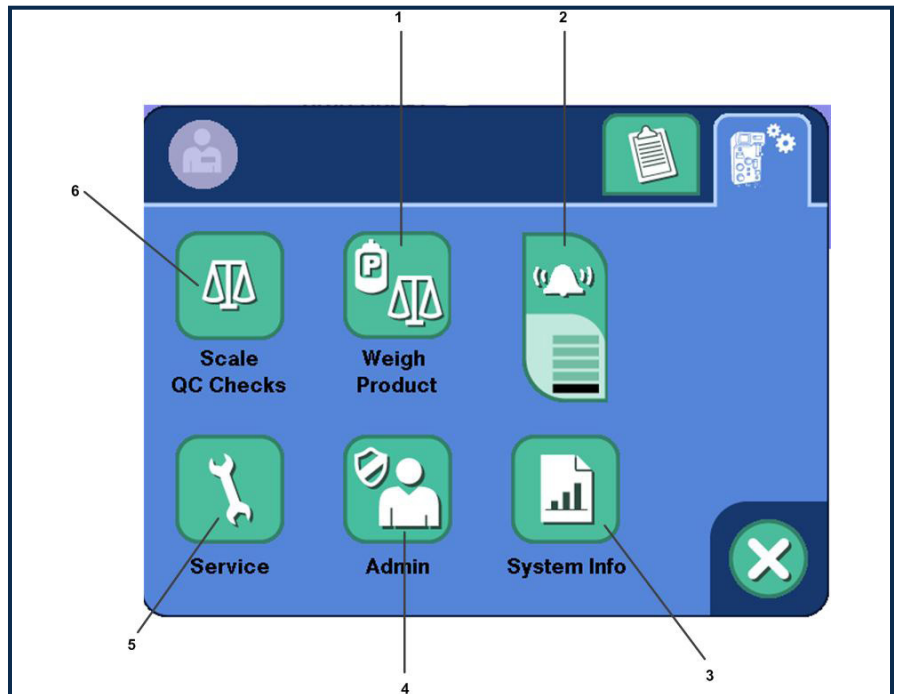 1
2
6
P
Scale
QC Checks
Weigh
Product
Service
Admin
System Info
5
4
3